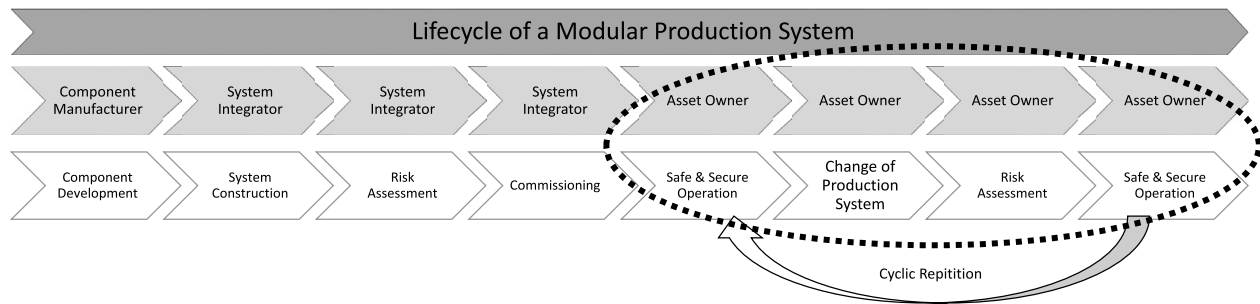 Lifecycle of a Modular Production System
Component
Manufacturer
System
Integrator
System
Integrator
System
Integrator
Asset Owner
Asset Owner
Asset Owner
Asset Owner
Component
Development
System
Construction
Risk
Assessment
Commissioning
Safe & Secure
Operation
Change of
Production
System
Risk
Assessment
Safe & Secure
Operation
Cyclic Repitition